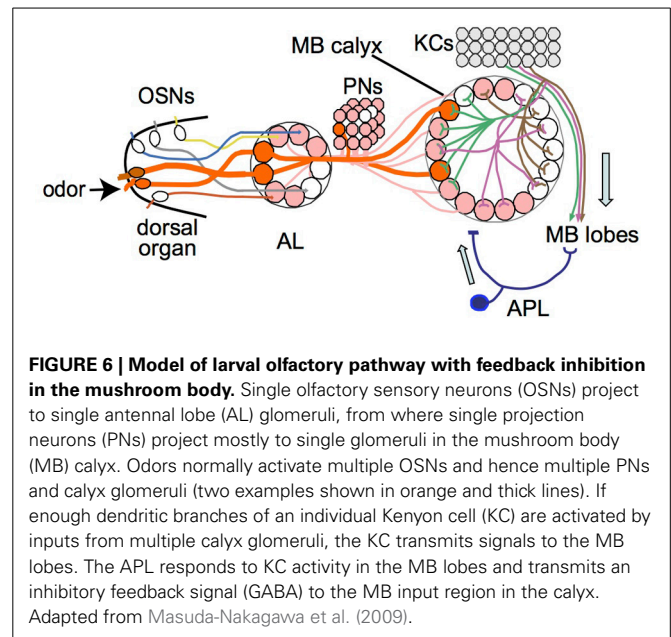 MB calyx
KCs
PNs
OSNs
odor
dorsal
organ
AL
MB lobes
APL
FIGURE 6 | Model of larval olfactory pathway with feedback inhibition
in the mushroom body. Single olfactory sensory neurons (OSNs) project
to single antennal lobe (AL) glomeruli, from where single projection
neurons (PNs) project mostly to single glomeruli in the mushroom body
(MB) calyx. Odors normally activate multiple OSNs and hence multiple PNs
and calyx glomeruli (two examples shown in orange and thick lines). If
enough dendritic branches of an individual Kenyon cell (KC) are activated by
inputs from multiple calyx glomeruli, the KC transmits signals to the MB
lobes. The APL responds to KC activity in the MB lobes and transmits an
inhibitory feedback signal (GABA) to the MB input region in the calyx.
Adapted from Masuda-Nakagawa et al. (2009).